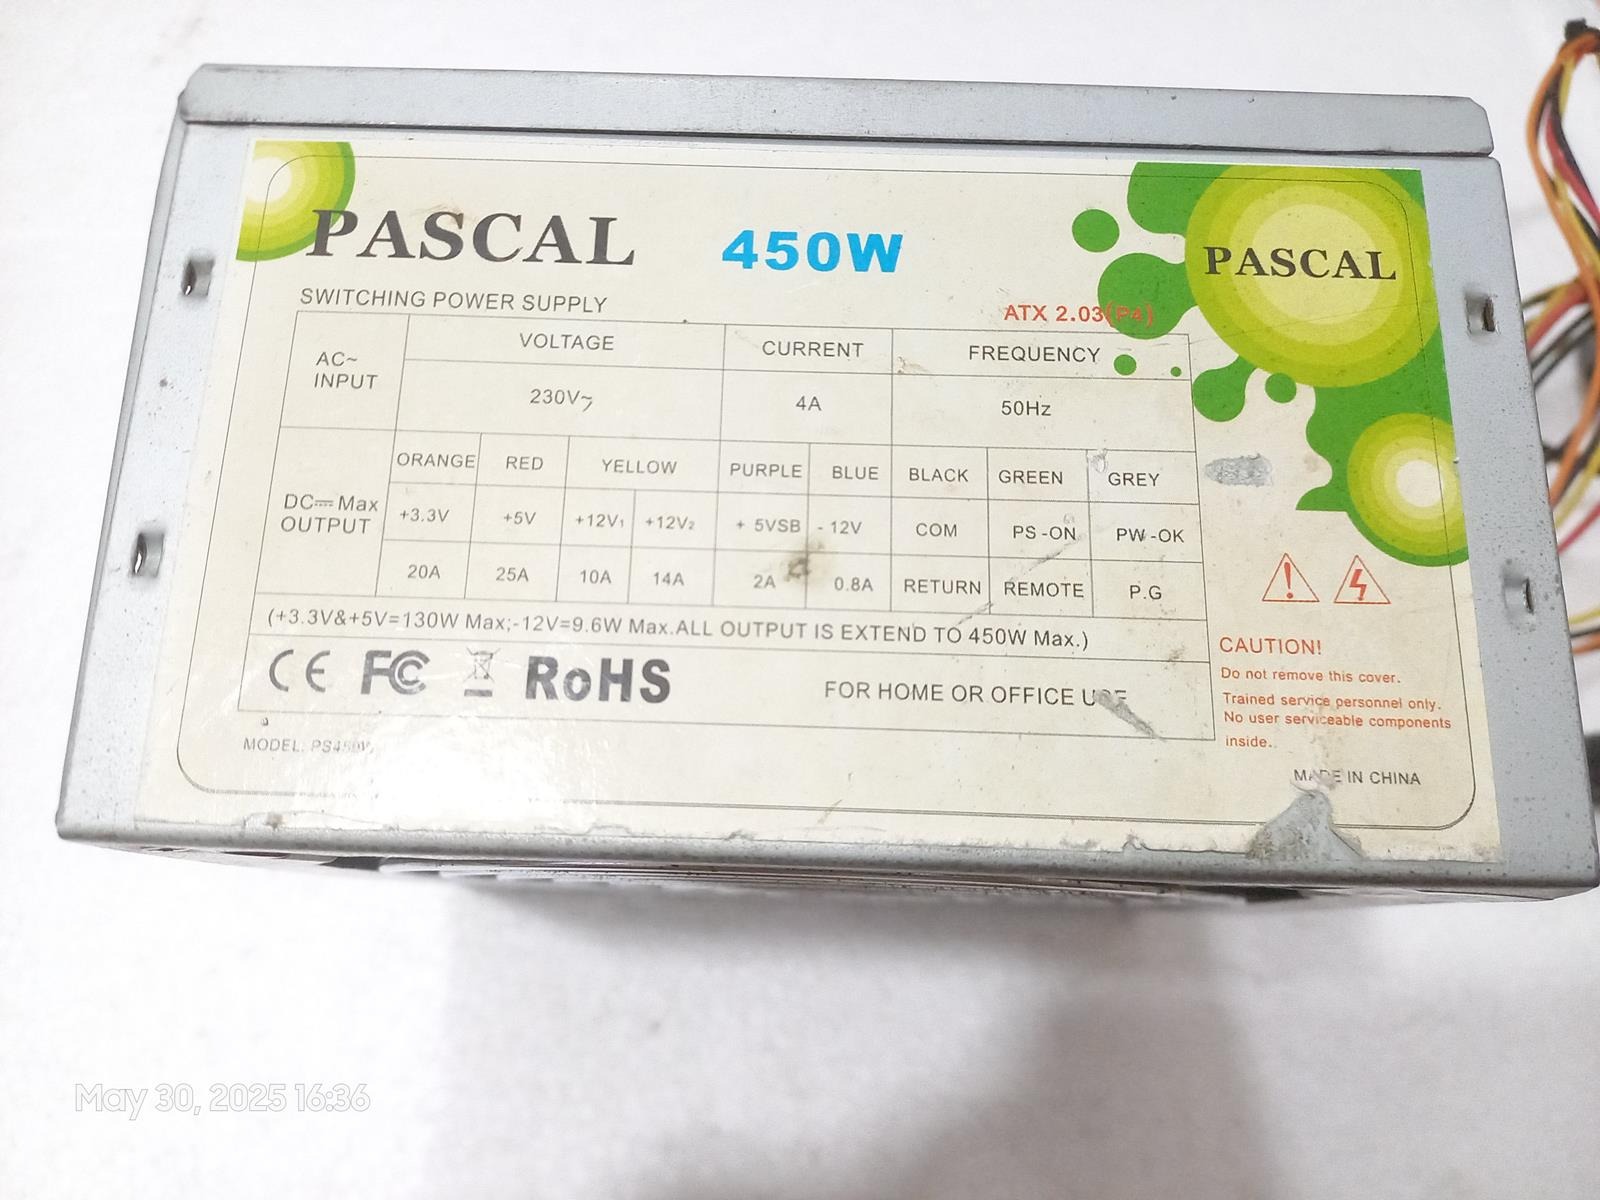 PASCAL 450W
PASCAL
SWITCHING POWER SUPPLY
ATX 2.03(P4)
AC~ INPUT
VOLTAGE CURRENT FREQUENCY
230V~ 4A 50Hz
DC⎓Max OUTPUT
ORANGE RED YELLOW PURPLE BLUE BLACK GREEN GREY
+3.3V +5V +12V₁ +12V₂ + 5VSB - 12V COM PS -ON PW -OK
20A 25A 10A 14A 2A 0.8A RETURN REMOTE P.G
(+3.3V&+5V=130W Max;-12V=9.6W Max.ALL OUTPUT IS EXTEND TO 450W Max.)
CE FC RoHS
FOR HOME OR OFFICE USE
MODEL: PS450W
CAUTION!
Do not remove this cover.
Trained service personnel only.
No user serviceable components
inside.
MADE IN CHINA
May 30, 2025 16:36